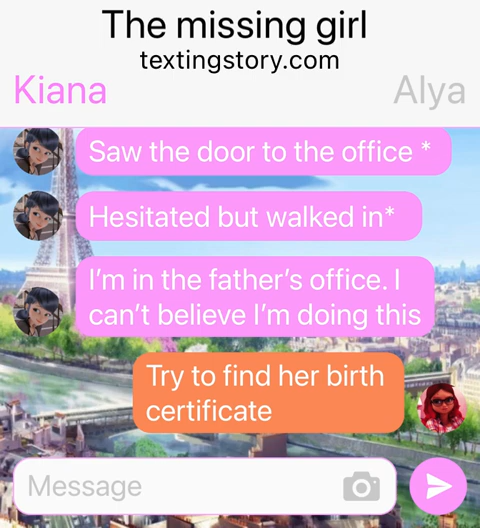 The missing girl
textingstory.com
Kiana Alya
Saw the door to the office *
Hesitated but walked in*
I’m in the father’s office. I
can’t believe I’m doing this
Try to find her birth
certificate
Message